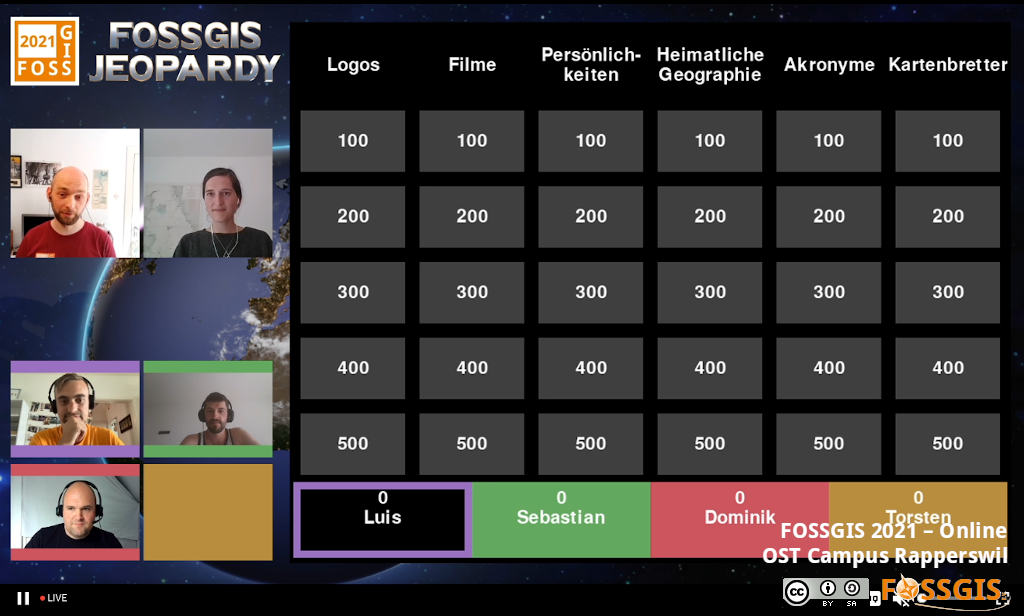 2021
GI
FOSS
FOSSGIS
JEOPARDY
Logos
Filme
Persönlich-
keiten
Heimatliche
Geographie
Akronyme
Kartenbretter
100 100 100 100 100 100
200 200 200 200 200 200
300 300 300 300 300 300
400 400 400 400 400 400
500 500 500 500 500 500
0
Luis
0
Sebastian
0
Dominik
0
Torsten
FOSSGIS 2021 – Online
OST Campus Rapperswil
LIVE
cc
BY SA
FOSSGIS